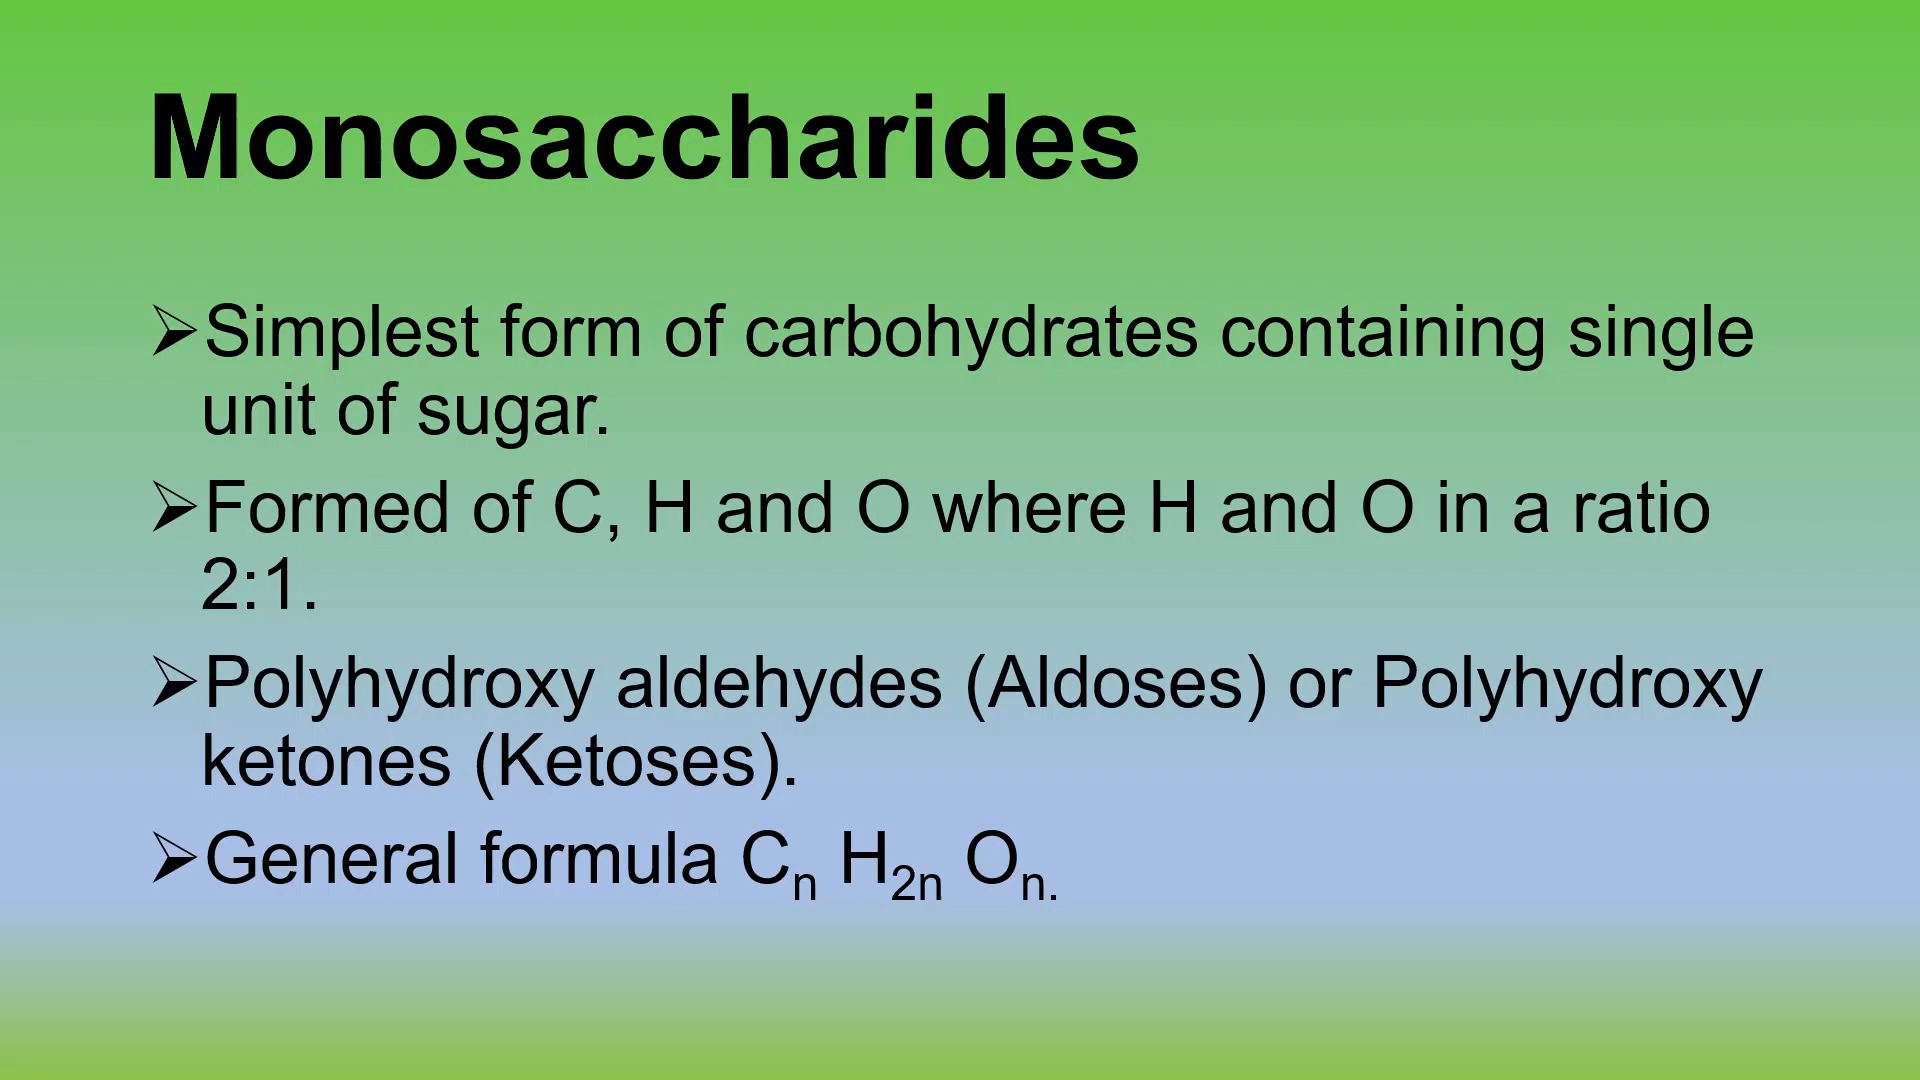 Monosaccharides
➢Simplest form of carbohydrates containing single
unit of sugar.
➢Formed of C, H and O where H and O in a ratio
2:1.
➢Polyhydroxy aldehydes (Aldoses) or Polyhydroxy
ketones (Ketoses).
➢General formula Cₙ H₂ₙ Oₙ.